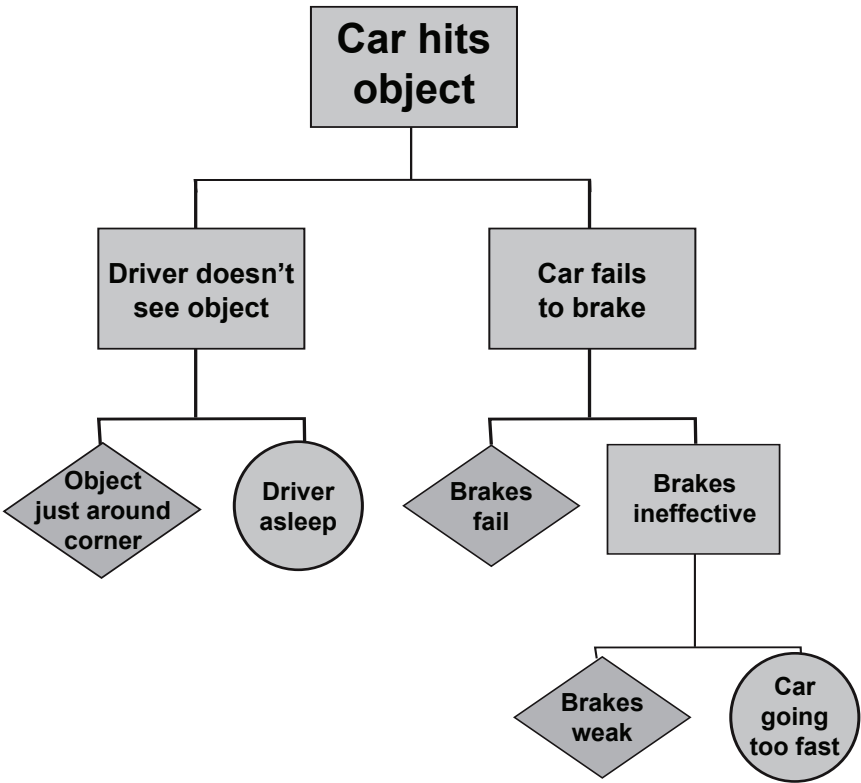 Car hits
object
Driver doesn’t
see object
Car fails
to brake
Object
just around
corner
Driver
asleep
Brakes
fail
Brakes
ineffective
Brakes
weak
Car
going
too fast